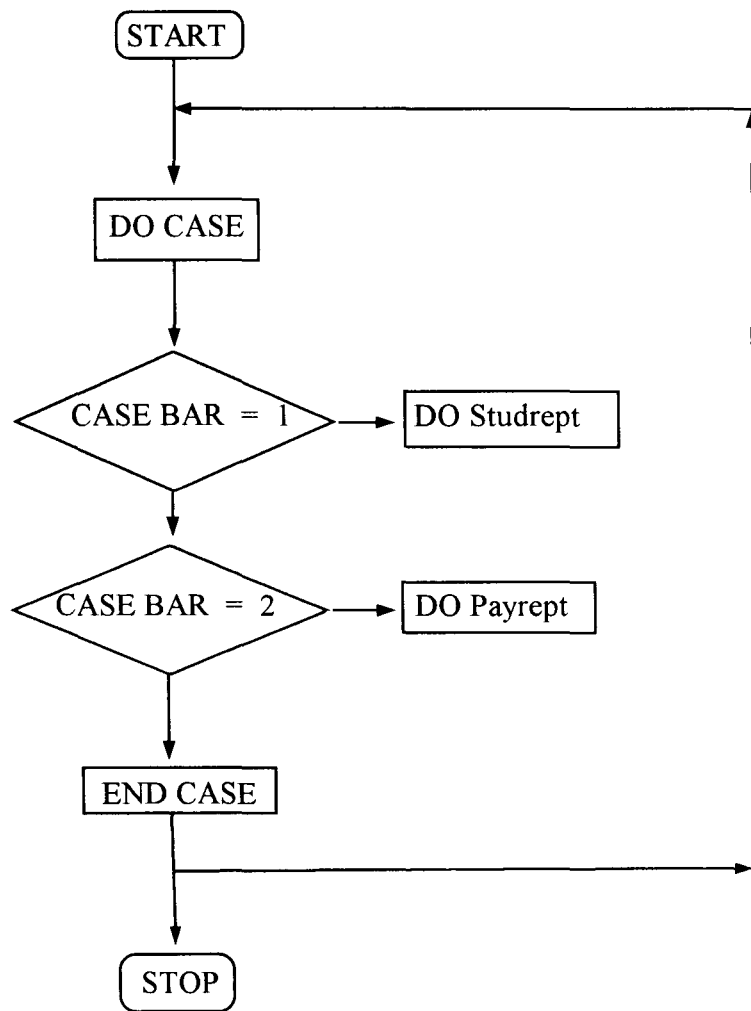 START
DO CASE
CASE BAR = 1
DO Studrept
CASE BAR = 2
DO Payrept
END CASE
STOP